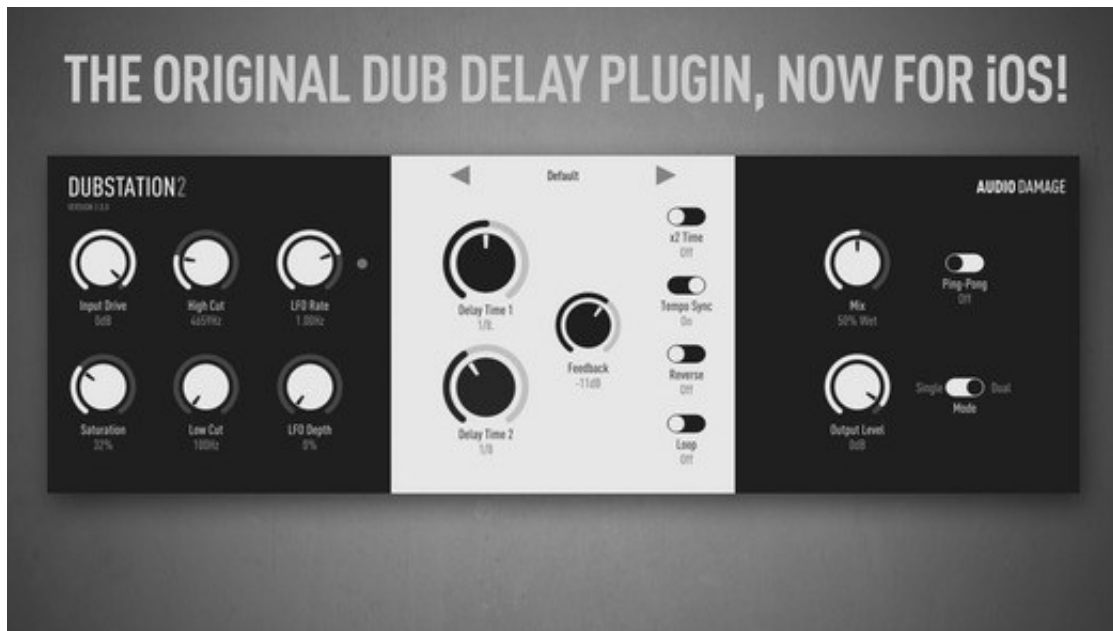 THE ORIGINAL DUB DELAY PLUGIN, NOW FOR iOS!
DUBSTATION2
Default
AUDIO DAMAGE
Input Drive
0dB
High Cut
4659Hz
LFO Rate
1.00Hz
Saturation
32%
Low Cut
100Hz
LFO Depth
0%
Delay Time 1
1/8.
Delay Time 2
1/8
Feedback
-11dB
x2 Time
Off
Tempo Sync
On
Reverse
Off
Loop
Off
Mix
50% Wet
Ping-Pong
Off
Output Level
0dB
Single
Dual
Mode